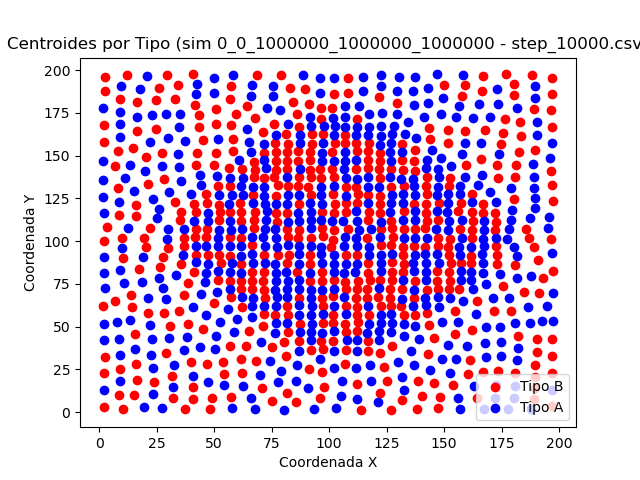 Centroides por Tipo (sim 0_0_1000000_1000000_1000000 - step_10000.csv
200
175
150
125
100
75
50
25
0
Coordenada Y
0 25 50 75 100 125 150 175 200
Coordenada X
Tipo B
Tipo A